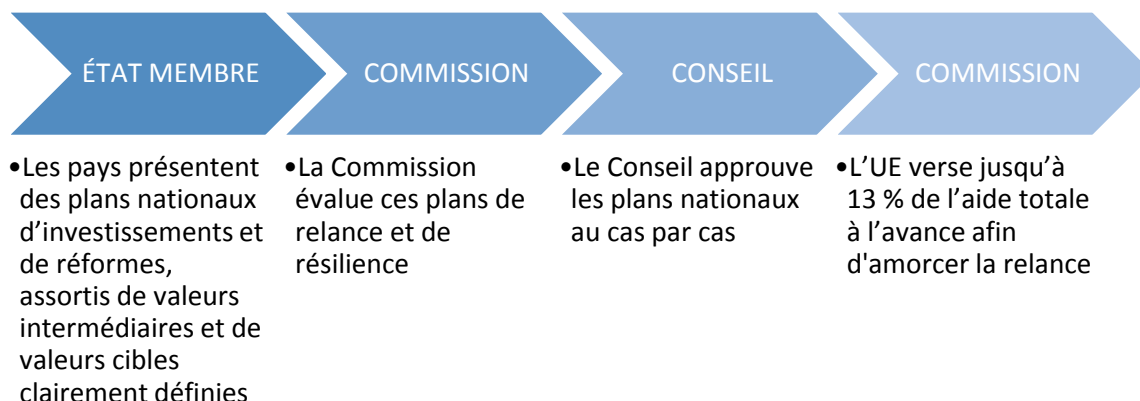 ÉTAT MEMBRE
•Les pays présentent
des plans nationaux
d’investissements et
de réformes,
assortis de valeurs
intermédiaires et de
valeurs cibles
clairement définies
COMMISSION
•La Commission
évalue ces plans de
relance et de
résilience
CONSEIL
•Le Conseil approuve
les plans nationaux
au cas par cas
COMMISSION
•L’UE verse jusqu’à
13 % de l’aide totale
à l’avance afin
d'amorcer la relance